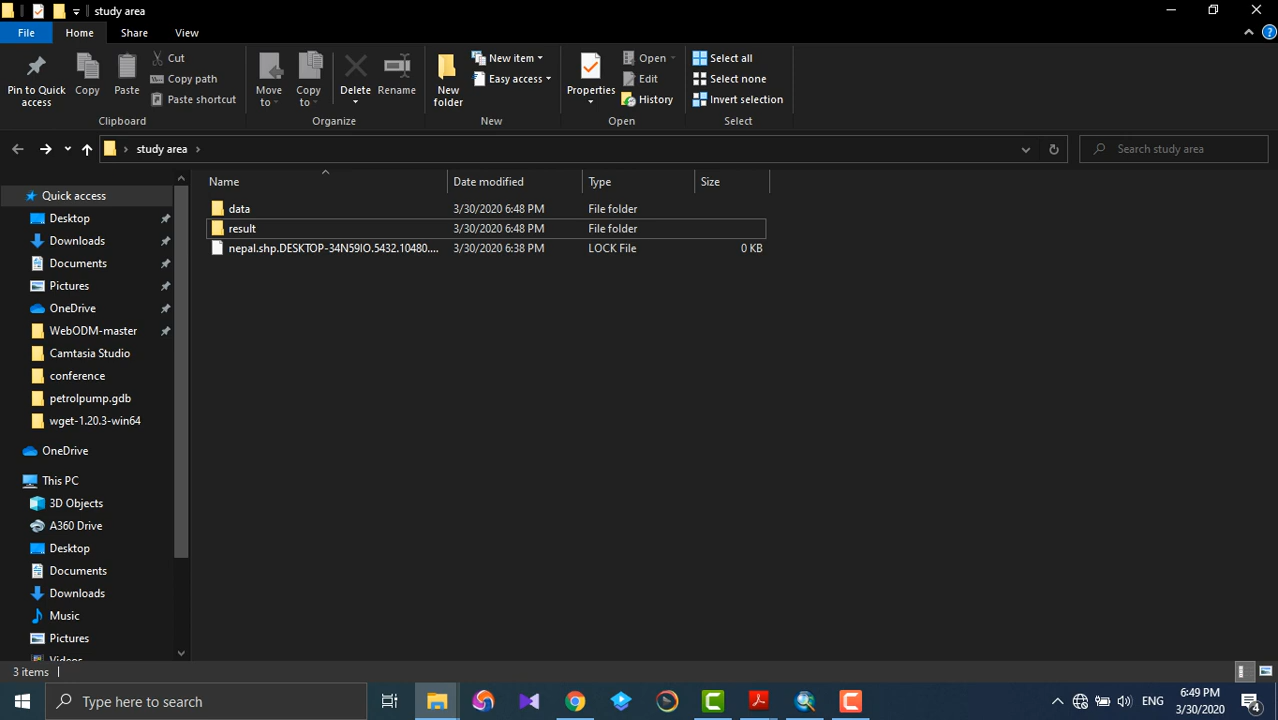 study area
File Home Share View
Pin to Quick access
Copy
Paste
Cut
Copy path
Paste shortcut
Clipboard
Move to
Copy to
Delete
Rename
Organize
New folder
New item
Easy access
New
Properties
Open
Edit
History
Open
Select all
Select none
Invert selection
Select
study area
Search study area
Name Date modified Type Size
data 3/30/2020 6:48 PM File folder
result 3/30/2020 6:48 PM File folder
nepal.shp.DESKTOP-34N59IO.5432.10480.... 3/30/2020 6:38 PM LOCK File 0 KB
Quick access
Desktop
Downloads
Documents
Pictures
OneDrive
WebODM-master
Camtasia Studio
conference
petrolpump.gdb
wget-1.20.3-win64
OneDrive
This PC
3D Objects
A360 Drive
Desktop
Documents
Downloads
Music
Pictures
Videos
3 items
Type here to search
ENG
6:49 PM
3/30/2020
4